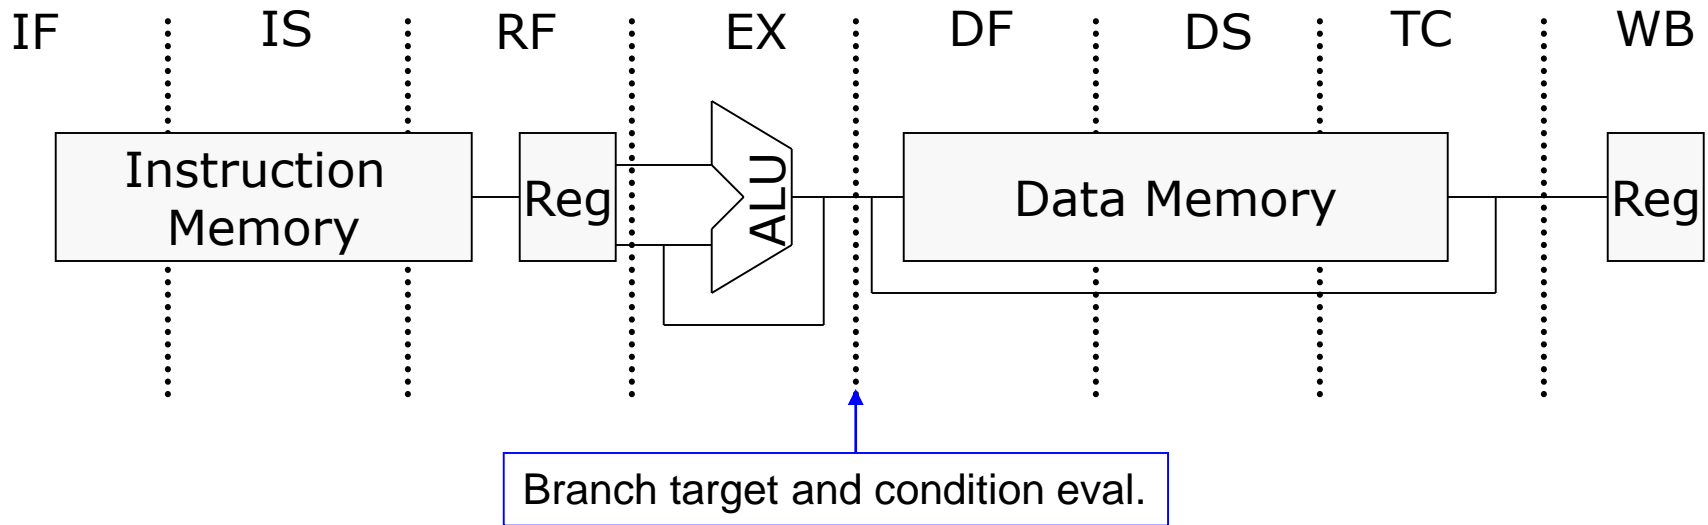 IF IS RF EX DF DS TC WB
Instruction
Memory
Reg
ALU
Data Memory
Reg
Branch target and condition eval.